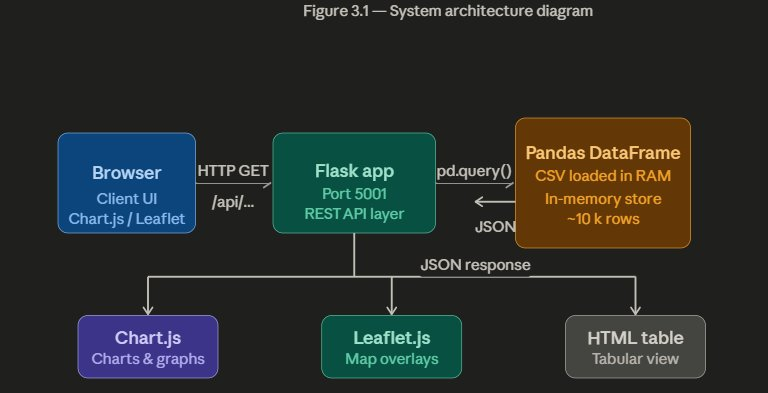 Figure 3.1 — System architecture diagram
Browser
Client UI
Chart.js / Leaflet
HTTP GET
/api/...
Flask app
Port 5001
REST API layer
pd.query()
JSON
Pandas DataFrame
CSV loaded in RAM
In-memory store
~10 k rows
JSON response
Chart.js
Charts & graphs
Leaflet.js
Map overlays
HTML table
Tabular view